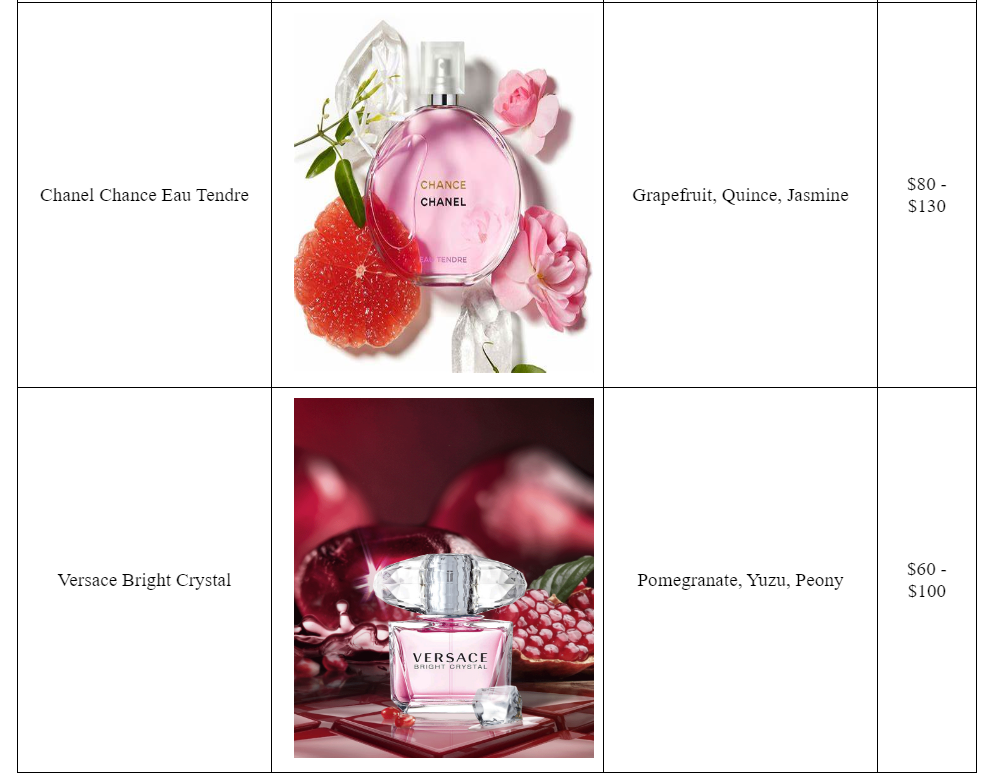 Chanel Chance Eau Tendre
CHANCE
CHANEL
EAU TENDRE
Grapefruit, Quince, Jasmine
$80 -
$130
Versace Bright Crystal
VERSACE
BRIGHT CRYSTAL
Pomegranate, Yuzu, Peony
$60 -
$100